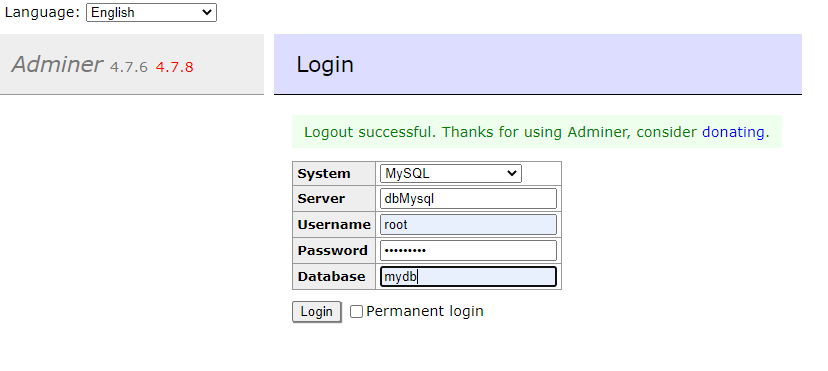 Language: English
Adminer 4.7.6 4.7.8
Login
Logout successful. Thanks for using Adminer, consider donating.
System MySQL
Server dbMysql
Username root
Password •••••••••
Database mydb
Login Permanent login